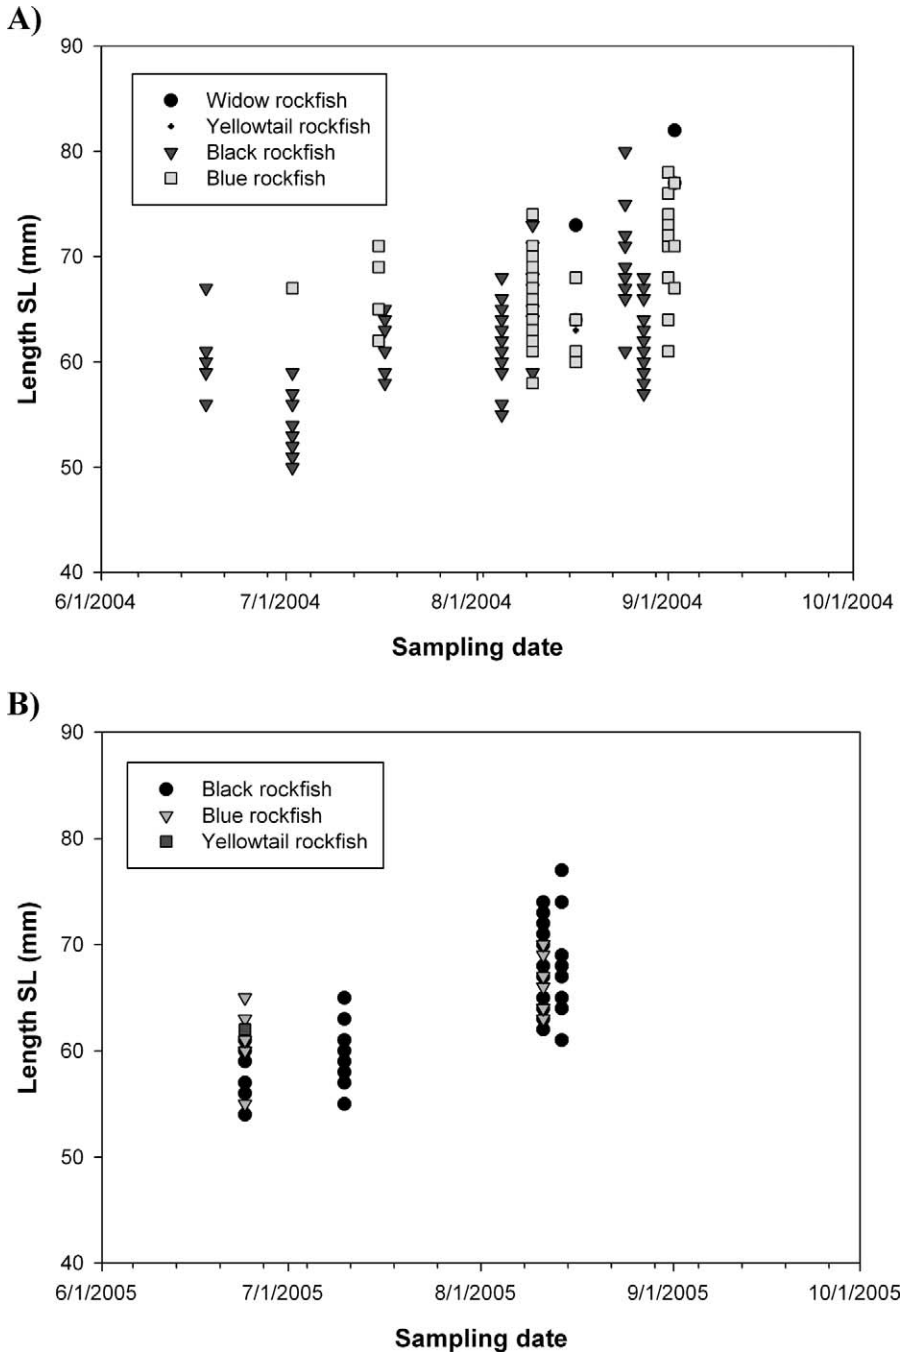 A)
90
80
70
60
50
40
Length SL (mm)
Widow rockfish
Yellowtail rockfish
Black rockfish
Blue rockfish
6/1/2004 7/1/2004 8/1/2004 9/1/2004 10/1/2004
Sampling date
B)
90
80
70
60
50
40
Length SL (mm)
Black rockfish
Blue rockfish
Yellowtail rockfish
6/1/2005 7/1/2005 8/1/2005 9/1/2005 10/1/2005
Sampling date